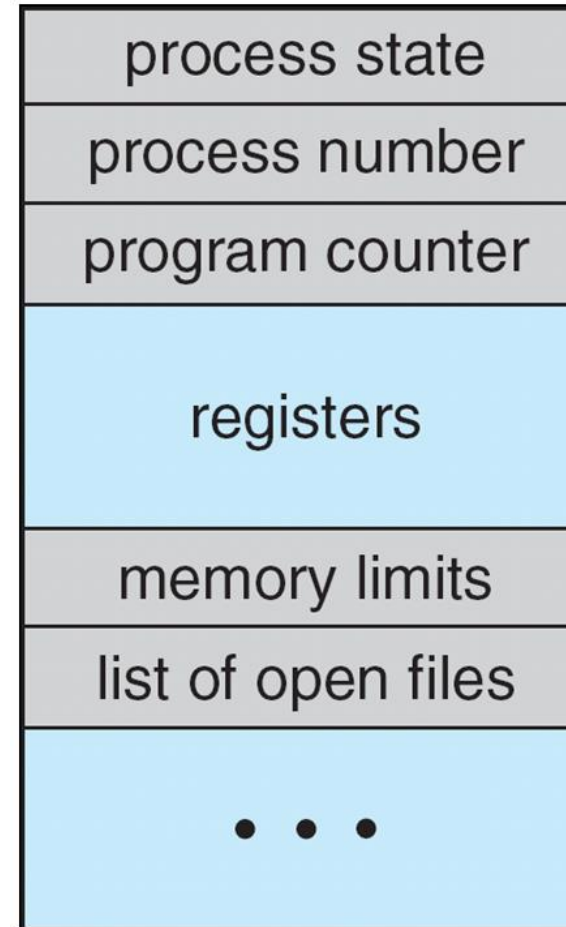 process state
process number
program counter
registers
memory limits
list of open files
• • •